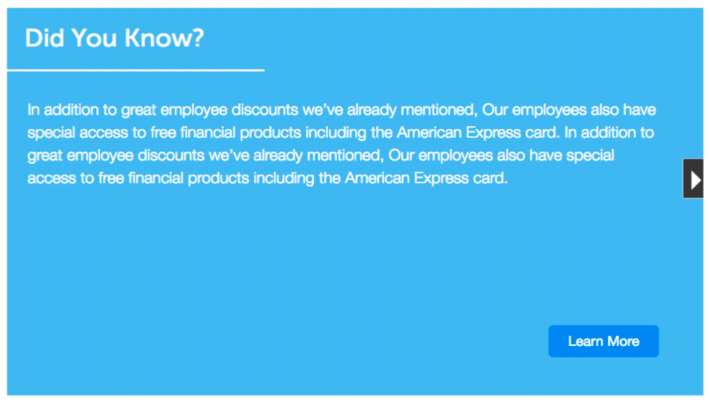 Did You Know?
In addition to great employee discounts we've already mentioned, Our employees also have
special access to free financial products including the American Express card. In addition to
great employee discounts we've already mentioned, Our employees also have special
access to free financial products including the American Express card.
Learn More